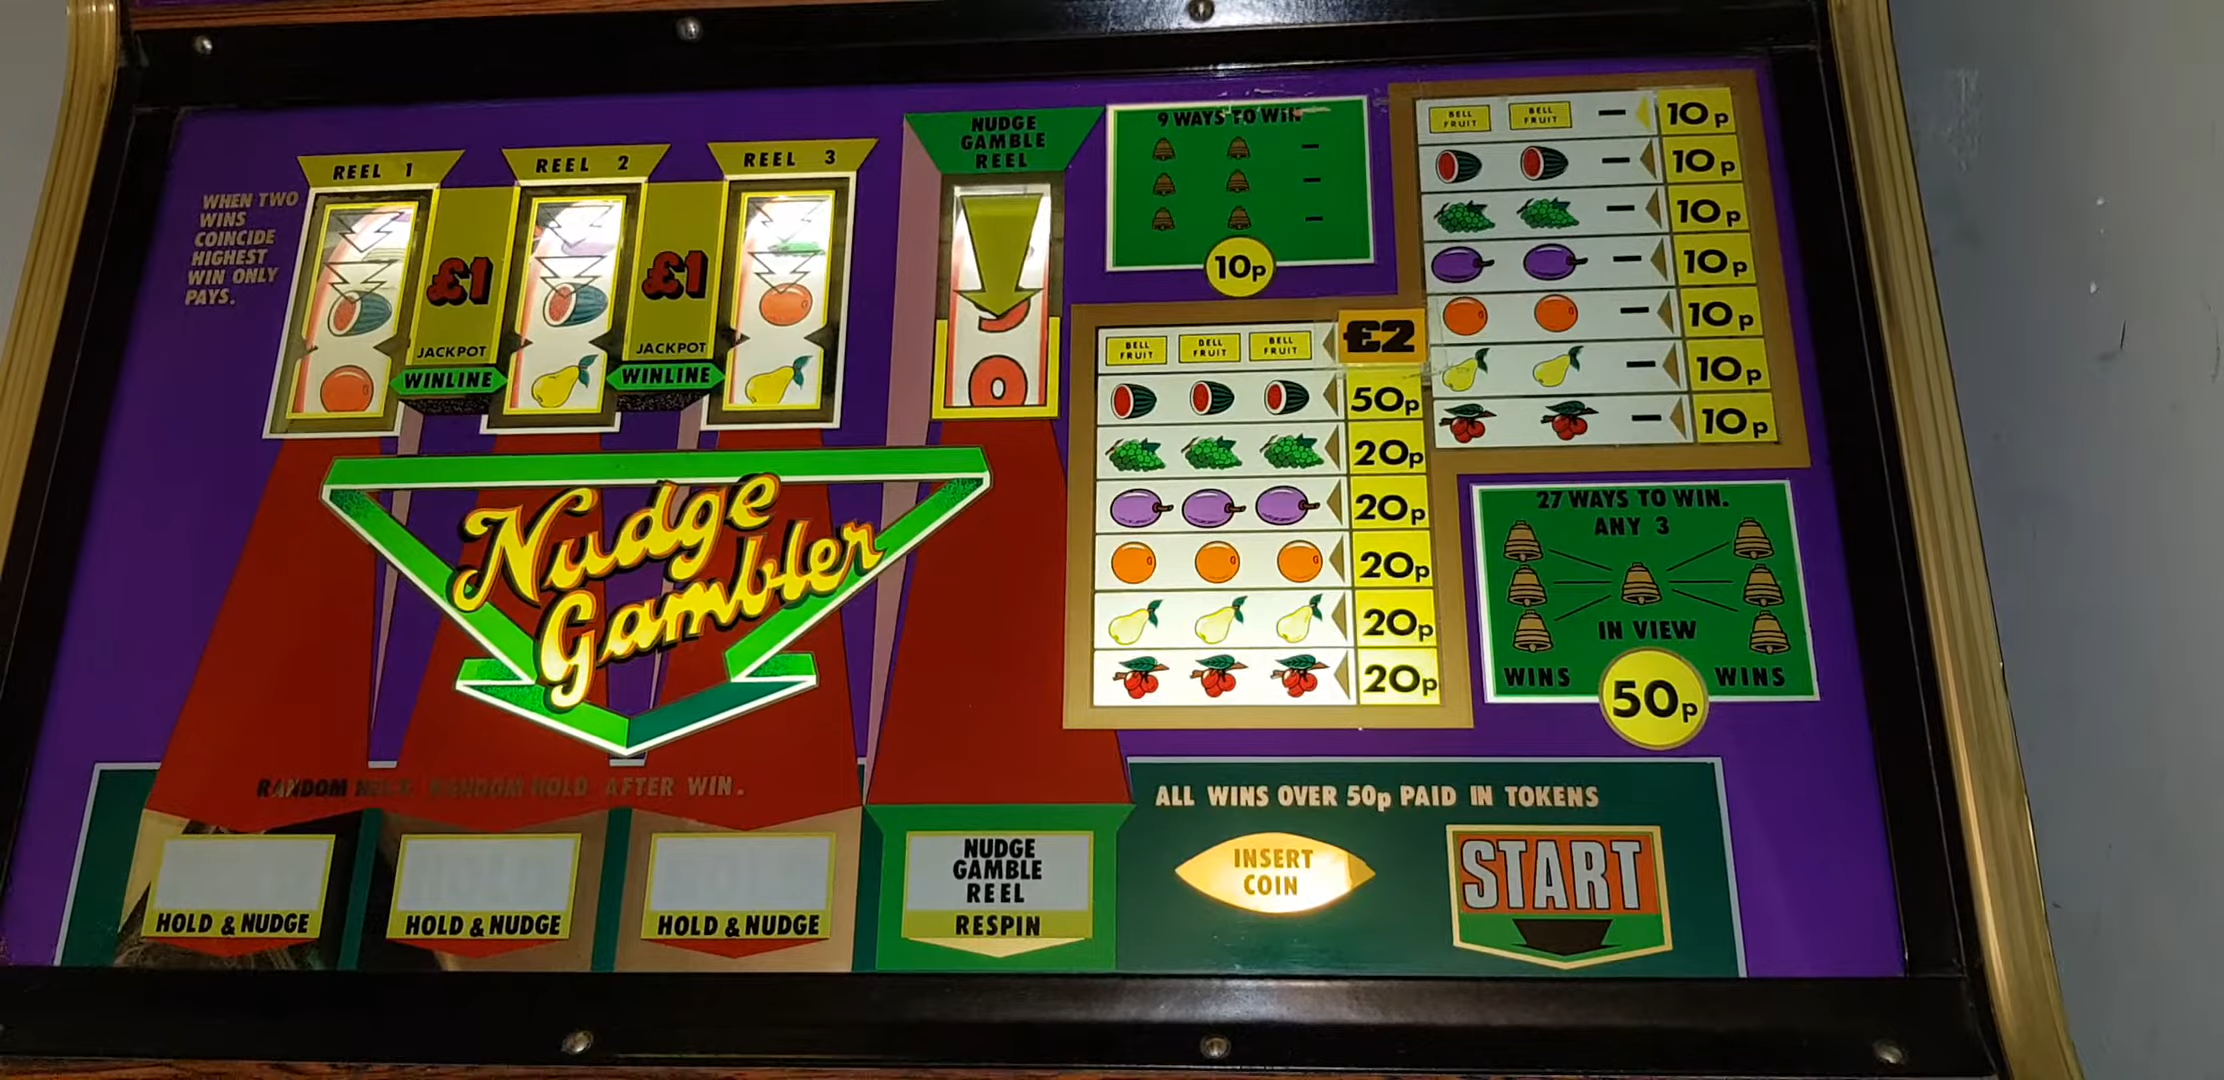 REEL 1
REEL 2
REEL 3
WHEN TWO
WINS
COINCIDE
HIGHEST
WIN ONLY
PAYS.
£1
JACKPOT
WINLINE
£1
JACKPOT
WINLINE
NUDGE
GAMBLE
REEL
0
9 WAYS TO WIN
10p
BELL FRUIT BELL FRUIT — 10p
— 10p
— 10p
— 10p
— 10p
— 10p
— 10p
BELL FRUIT BELL FRUIT BELL FRUIT £2
50p
20p
20p
20p
20p
20p
27 WAYS TO WIN.
ANY 3
IN VIEW
WINS WINS
50p
Nudge
Gambler
RANDOM HOLD AFTER WIN.
HOLD & NUDGE
HOLD & NUDGE
HOLD & NUDGE
NUDGE
GAMBLE
REEL
RESPIN
ALL WINS OVER 50p PAID IN TOKENS
INSERT
COIN
START